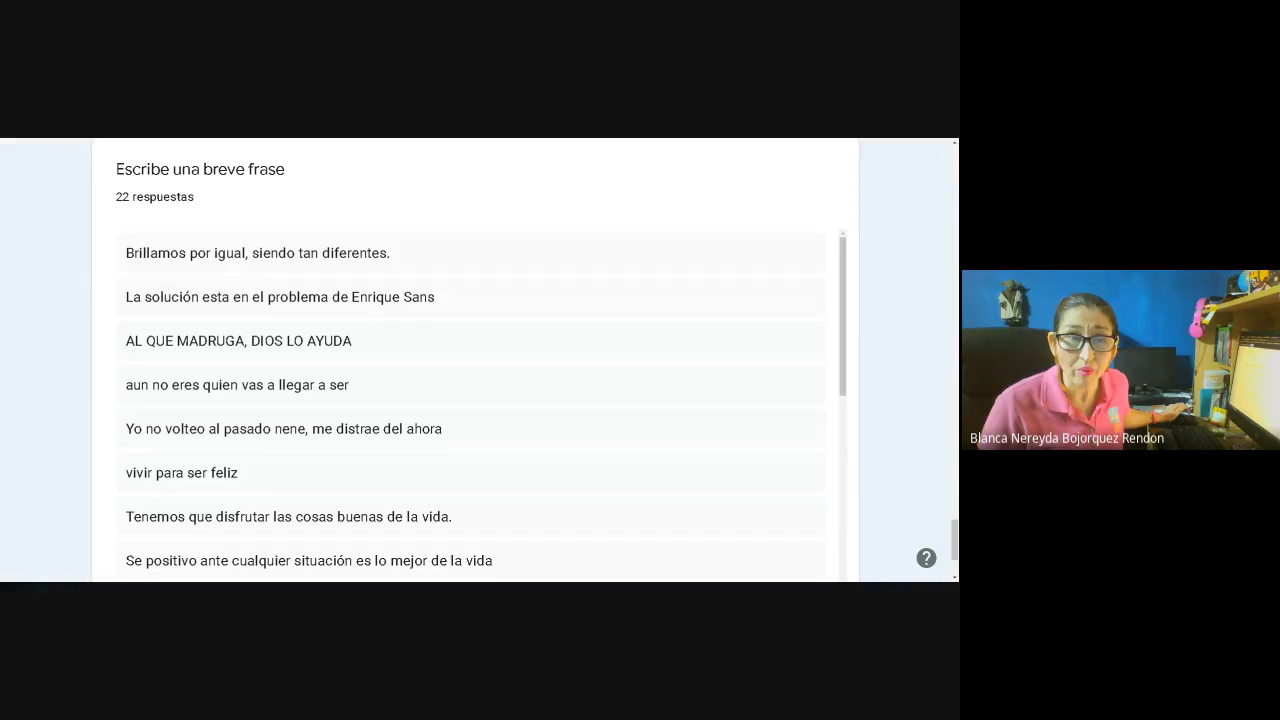 Escribe una breve frase
22 respuestas
Brillamos por igual, siendo tan diferentes.
La solución esta en el problema de Enrique Sans
AL QUE MADRUGA, DIOS LO AYUDA
aun no eres quien vas a llegar a ser
Yo no volteo al pasado nene, me distrae del ahora
vivir para ser feliz
Tenemos que disfrutar las cosas buenas de la vida.
Se positivo ante cualquier situación es lo mejor de la vida
Blanca Nereyda Bojorquez Rendon